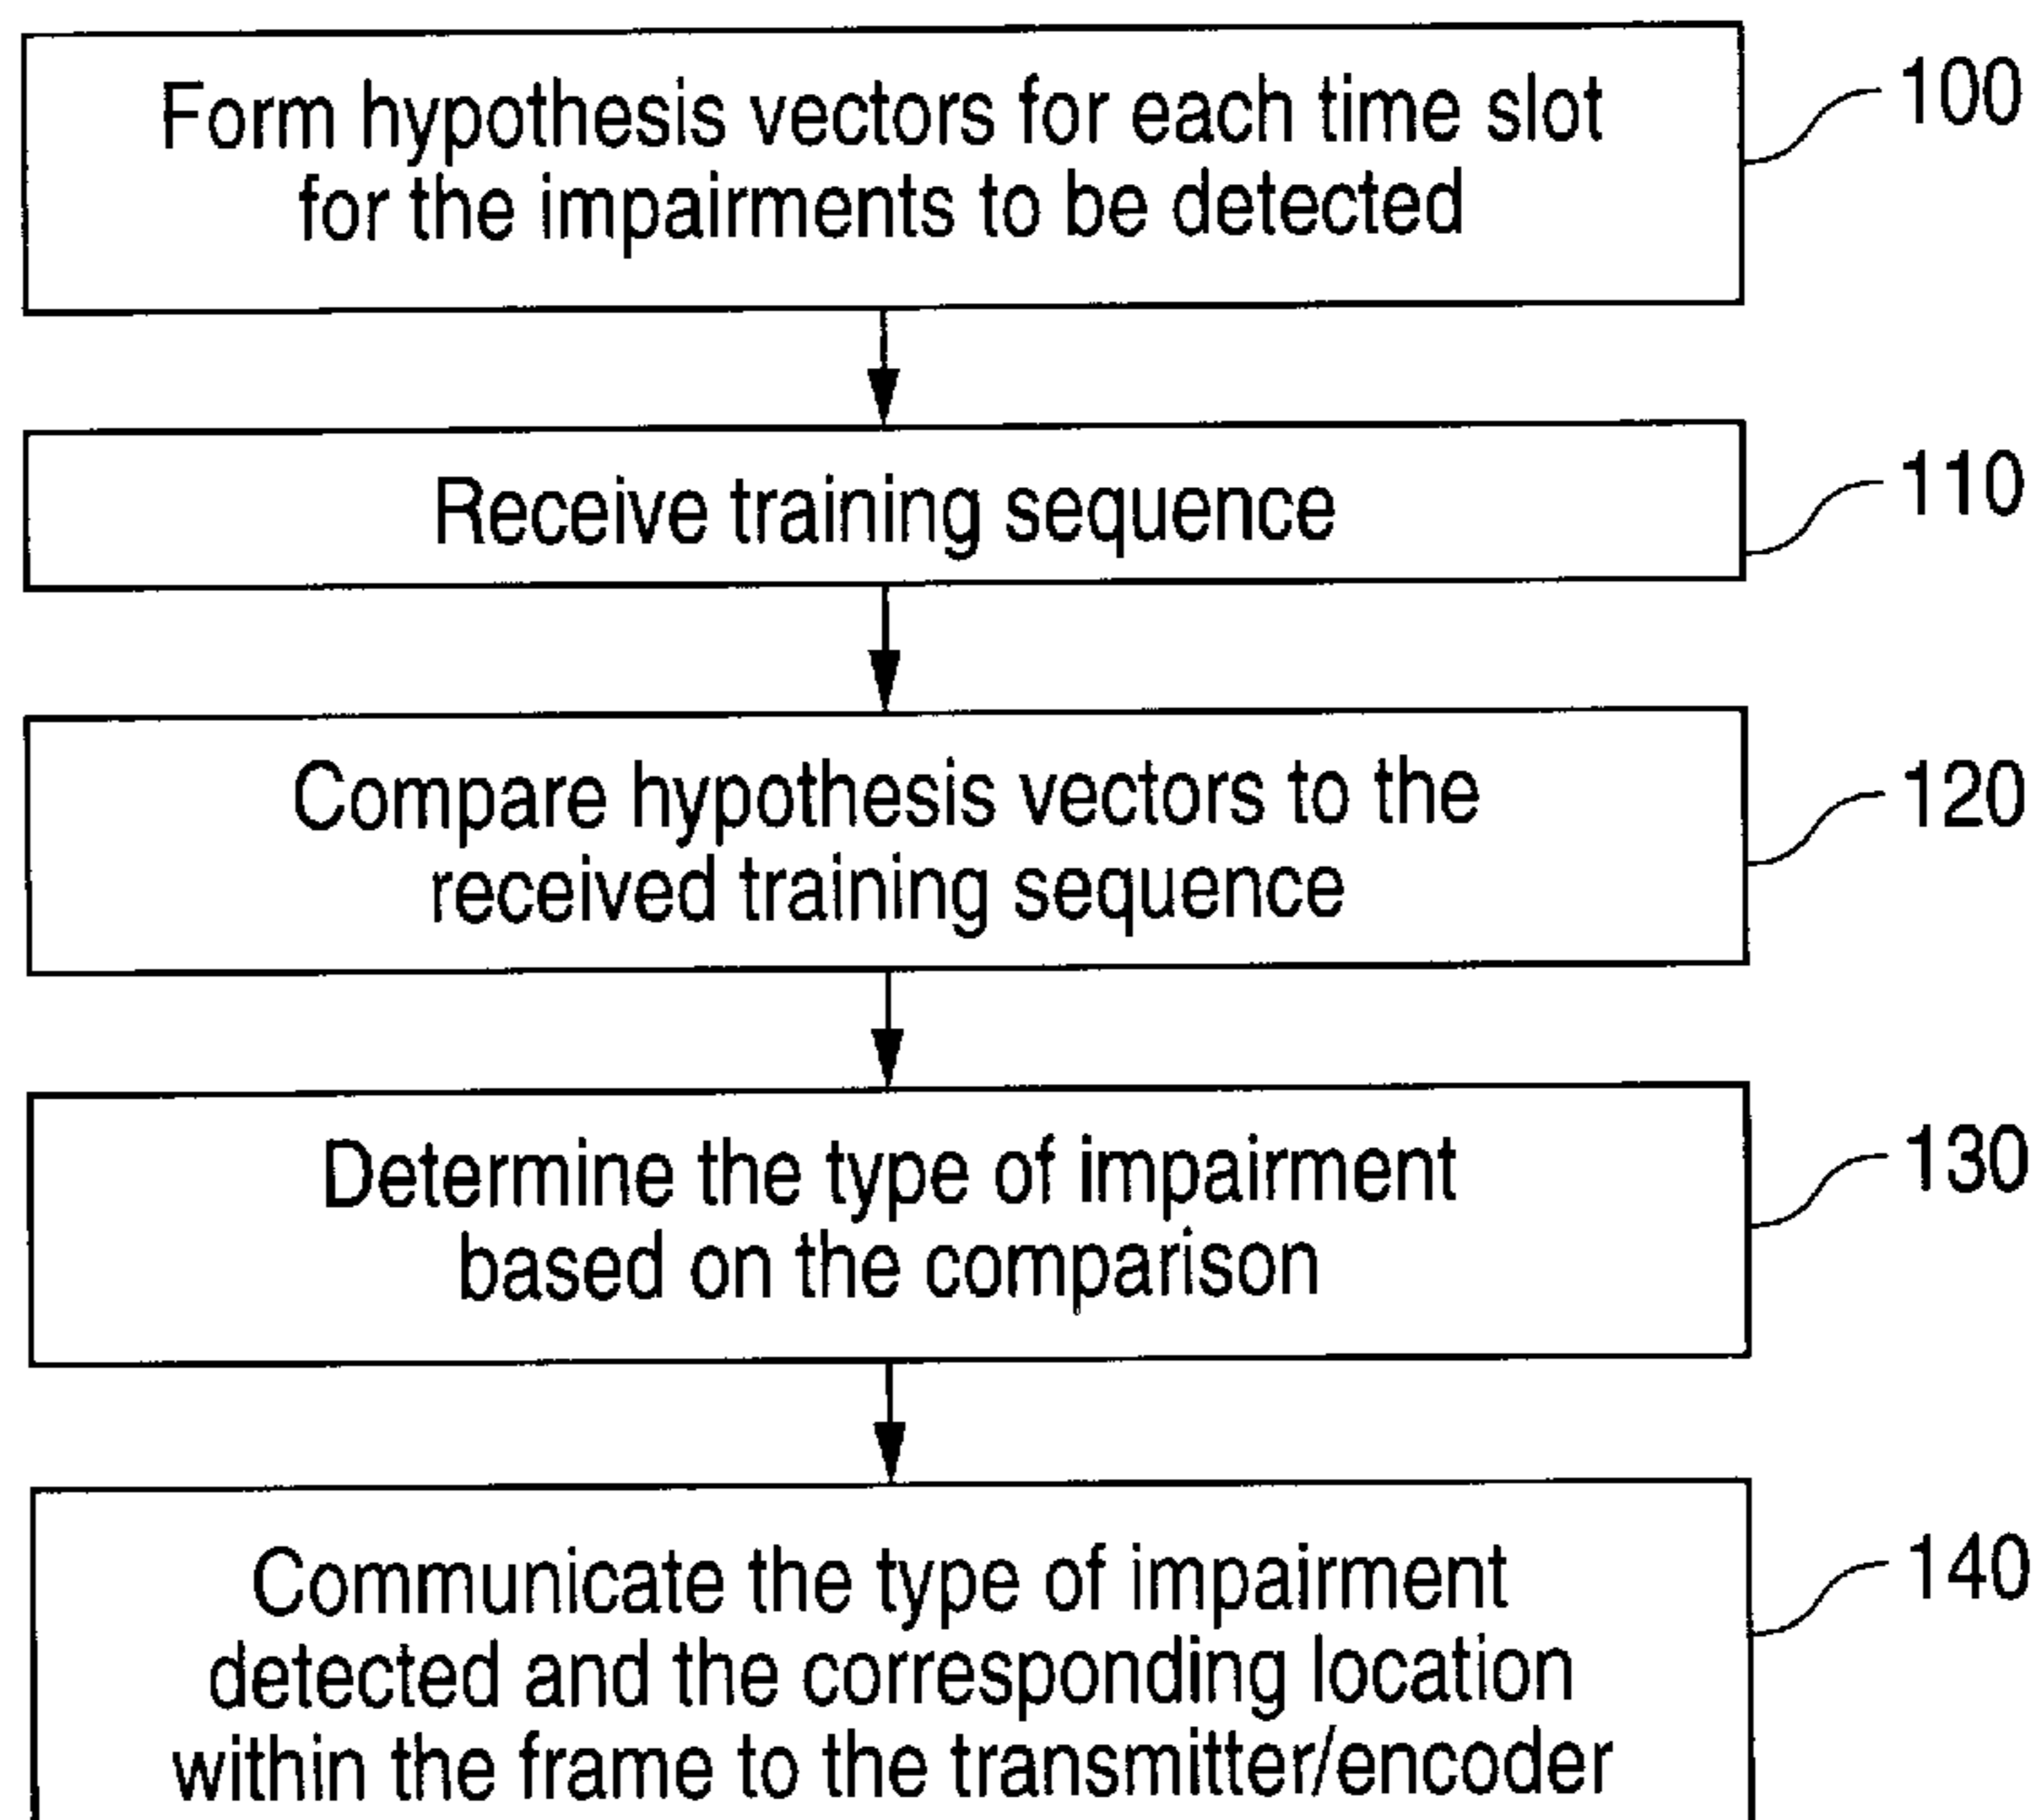 Form hypothesis vectors for each time slot
for the impairments to be detected
100
Receive training sequence
110
Compare hypothesis vectors to the
received training sequence
120
Determine the type of impairment
based on the comparison
130
Communicate the type of impairment
detected and the corresponding location
within the frame to the transmitter/encoder
140